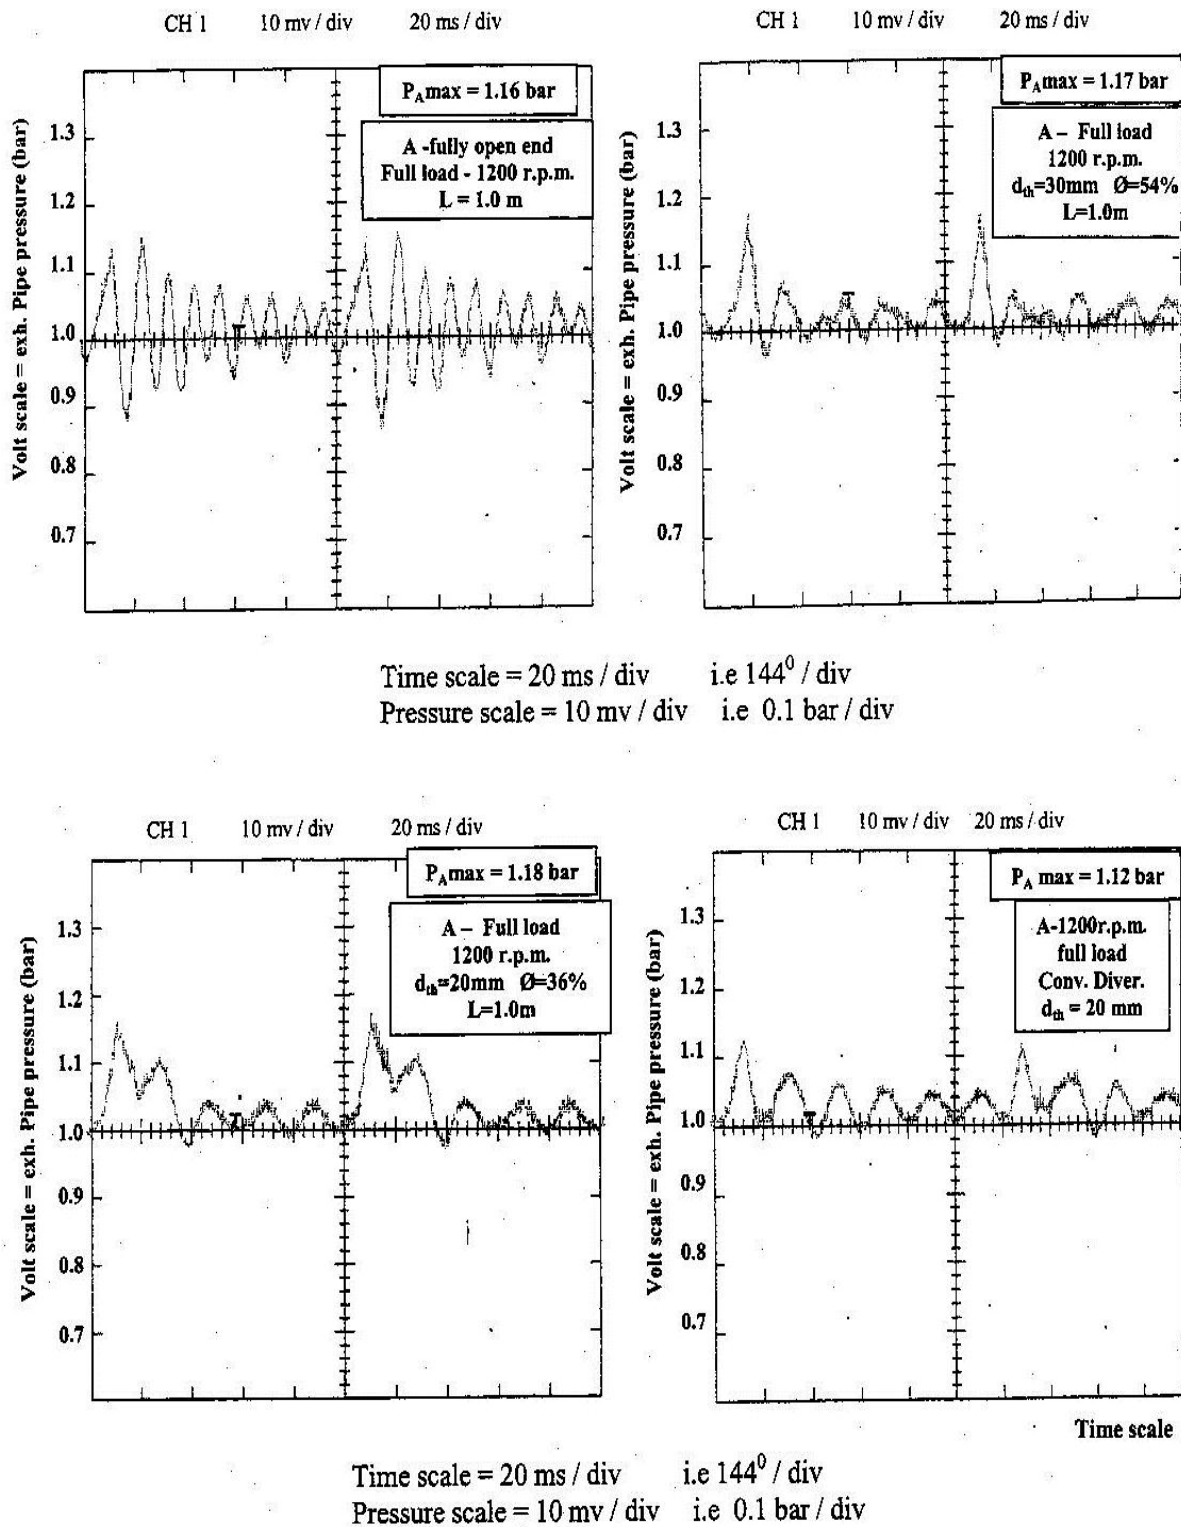 CH 1 10 mv / div 20 ms / div
Volt scale = exh. Pipe pressure (bar)
1.3
1.2
1.1
1.0
0.9
0.8
0.7
PAmax = 1.16 bar
A -fully open end
Full load - 1200 r.p.m.
L = 1.0 m
CH 1 10 mv / div 20 ms / div
Volt scale = exh. Pipe pressure (bar)
1.3
1.2
1.1
1.0
0.9
0.8
0.7
PAmax = 1.17 bar
A – Full load
1200 r.p.m.
dth=30mm Ø=54%
L=1.0m
Time scale = 20 ms / div i.e 144⁰ / div
Pressure scale = 10 mv / div i.e 0.1 bar / div
CH 1 10 mv / div 20 ms / div
Volt scale = exh. Pipe pressure (bar)
1.3
1.2
1.1
1.0
0.9
0.8
0.7
PAmax = 1.18 bar
A – Full load
1200 r.p.m.
dth=20mm Ø=36%
L=1.0m
CH 1 10 mv / div 20 ms / div
Volt scale = exh. Pipe pressure (bar)
1.3
1.2
1.1
1.0
0.9
0.8
0.7
PA max = 1.12 bar
A-1200r.p.m.
full load
Conv. Diver.
dth = 20 mm
Time scale
Time scale = 20 ms / div i.e 144⁰ / div
Pressure scale = 10 mv / div i.e 0.1 bar / div